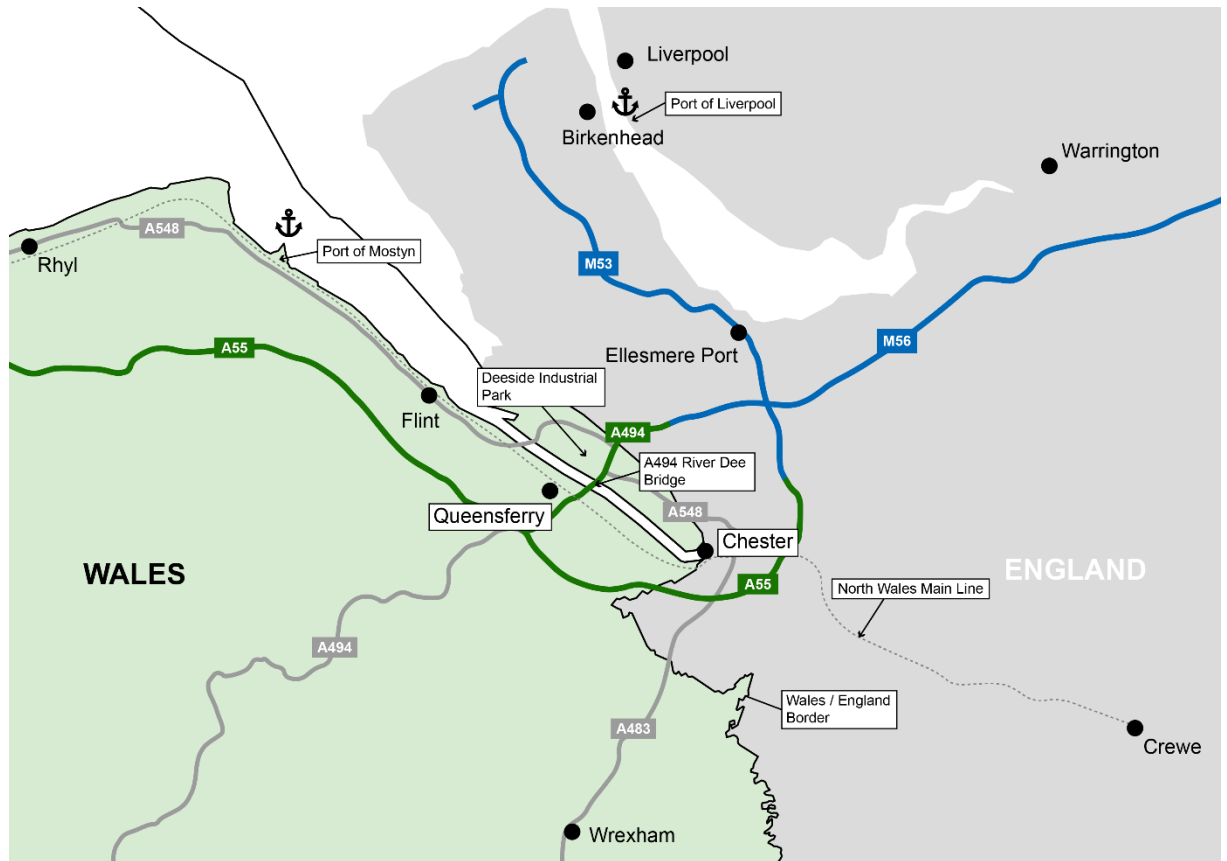 Liverpool
Port of Liverpool
Birkenhead
Warrington
A548
Port of Mostyn
Rhyl
M53
A55
Ellesmere Port
M56
Deeside Industrial
Park
Flint
A494
A494 River Dee
Bridge
Queensferry
A548
Chester
WALES
ENGLAND
A55
North Wales Main Line
A494
Wales / England
Border
A483
Crewe
Wrexham